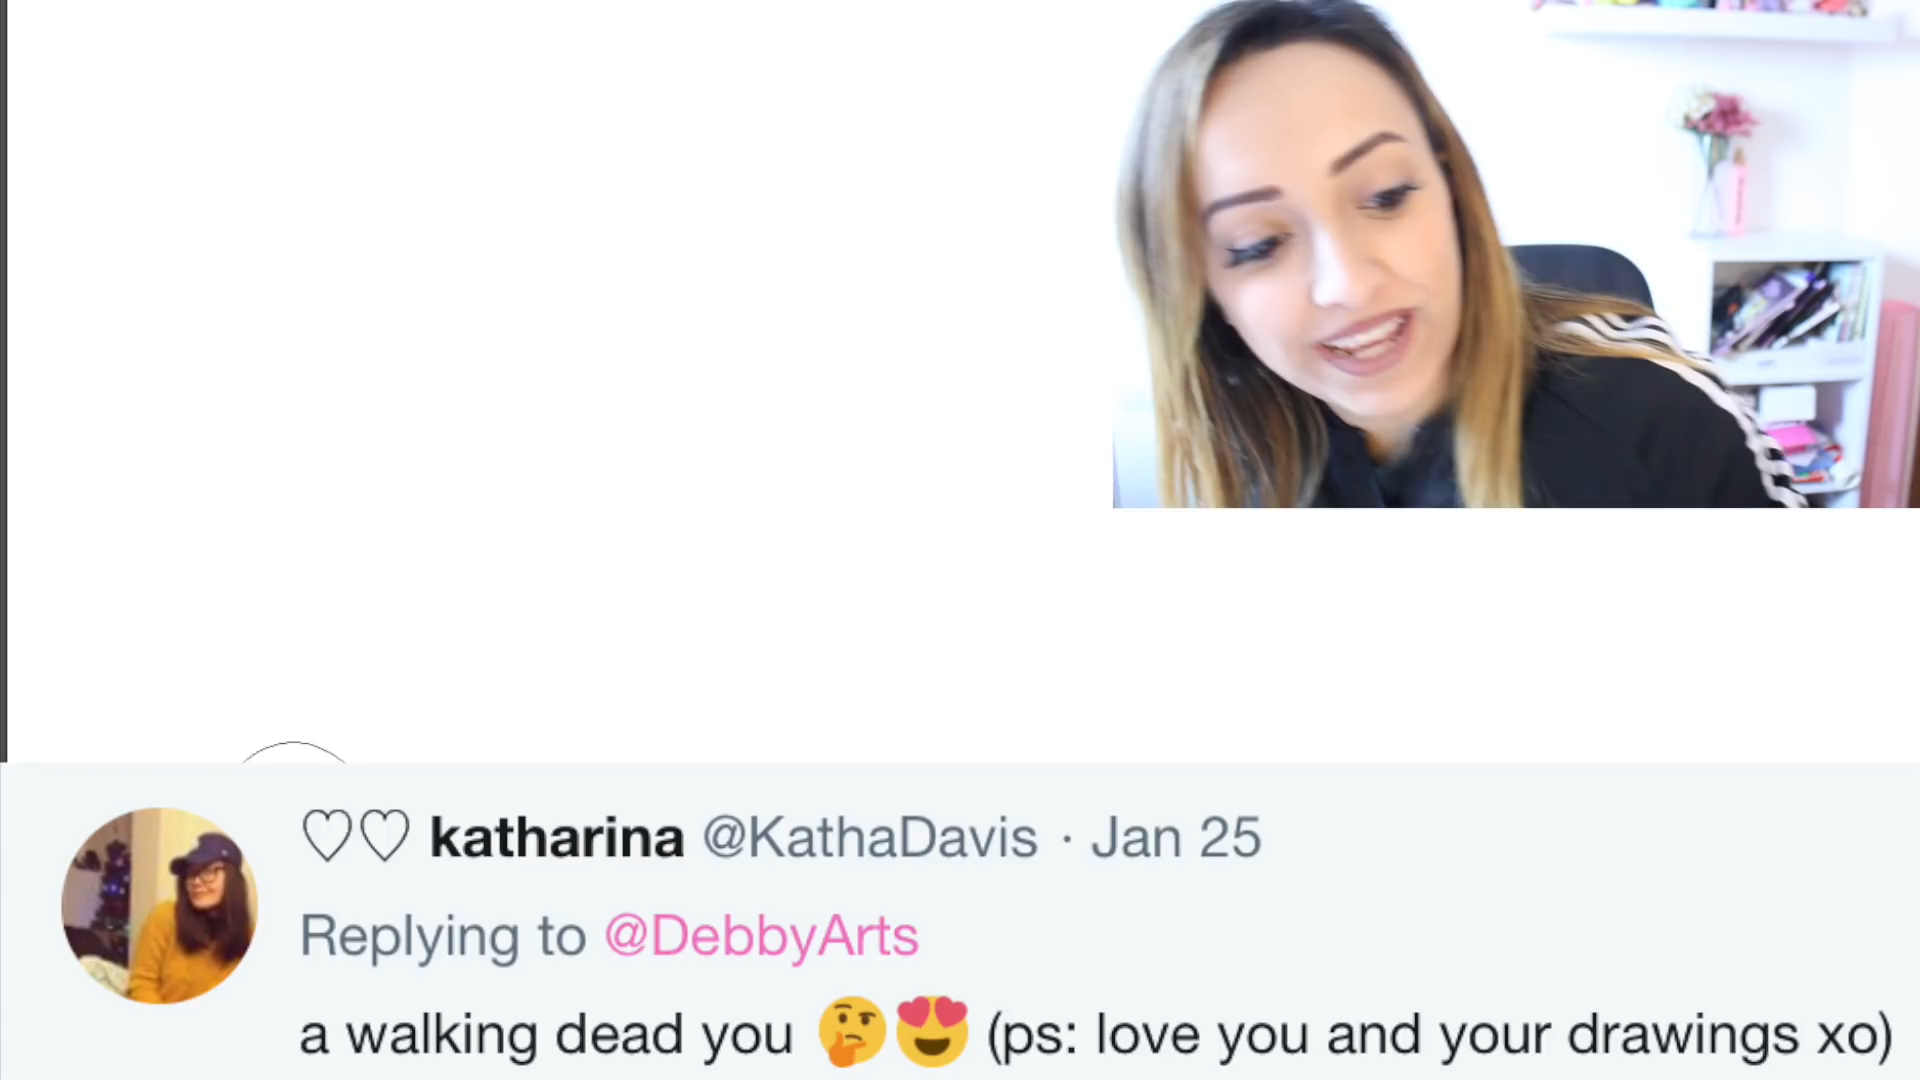 ♡♡ katharina @KathaDavis · Jan 25
Replying to @DebbyArts
a walking dead you 🤔😍 (ps: love you and your drawings xo)